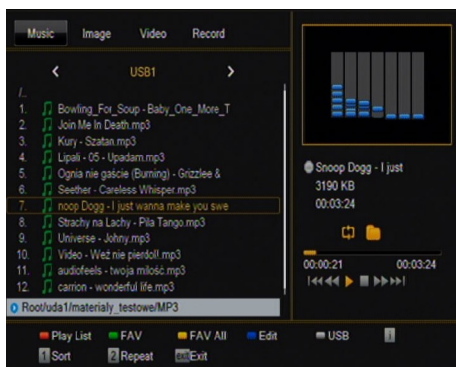 Music Image Video Record
USB1
/..
1. Bowling_For_Soup - Baby_One_More_T
2. Join Me In Death.mp3
3. Kury - Szatan.mp3
4. Lipali - 05 - Upadam.mp3
5. Ognia nie gaście (Burning) - Grizzlee &
6. Seether - Careless Whisper.mp3
7. noop Dogg - I just wanna make you swe
8. Strachy na Lachy - Piła Tango.mp3
9. Universe - Johny.mp3
10. Video - Weź nie pierdol!.mp3
11. audiofeels - twoja miłość.mp3
12. carrion - wonderful life.mp3
Root/uda1/materialy_testowe/MP3
Snoop Dogg - I just
3190 KB
00:03:24
00:00:21 00:03:24
Play List FAV FAV All Edit USB i
1 Sort 2 Repeat exit Exit